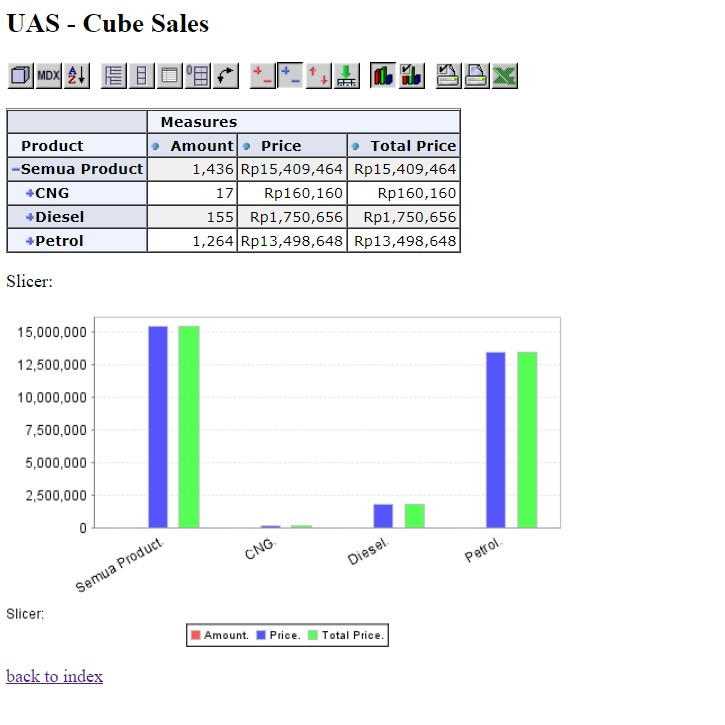 UAS - Cube Sales
MDX
Measures
Product Amount Price Total Price
Semua Product 1,436 Rp15,409,464 Rp15,409,464
CNG 17 Rp160,160 Rp160,160
Diesel 155 Rp1,750,656 Rp1,750,656
Petrol 1,264 Rp13,498,648 Rp13,498,648
Slicer:
15,000,000
12,500,000
10,000,000
7,500,000
5,000,000
2,500,000
0
Semua Product. CNG. Diesel. Petrol.
Slicer:
Amount. Price. Total Price.
back to index